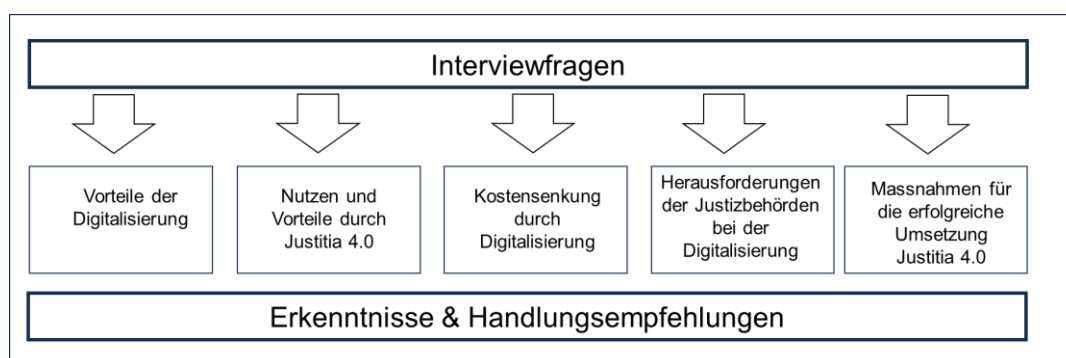 Interviewfragen
Vorteile der
Digitalisierung
Nutzen und
Vorteile durch
Justitia 4.0
Kostensenkung
durch
Digitalisierung
Herausforderungen
der Justizbehörden
bei der
Digitalisierung
Massnahmen für
die erfolgreiche
Umsetzung
Justitia 4.0
Erkenntnisse & Handlungsempfehlungen